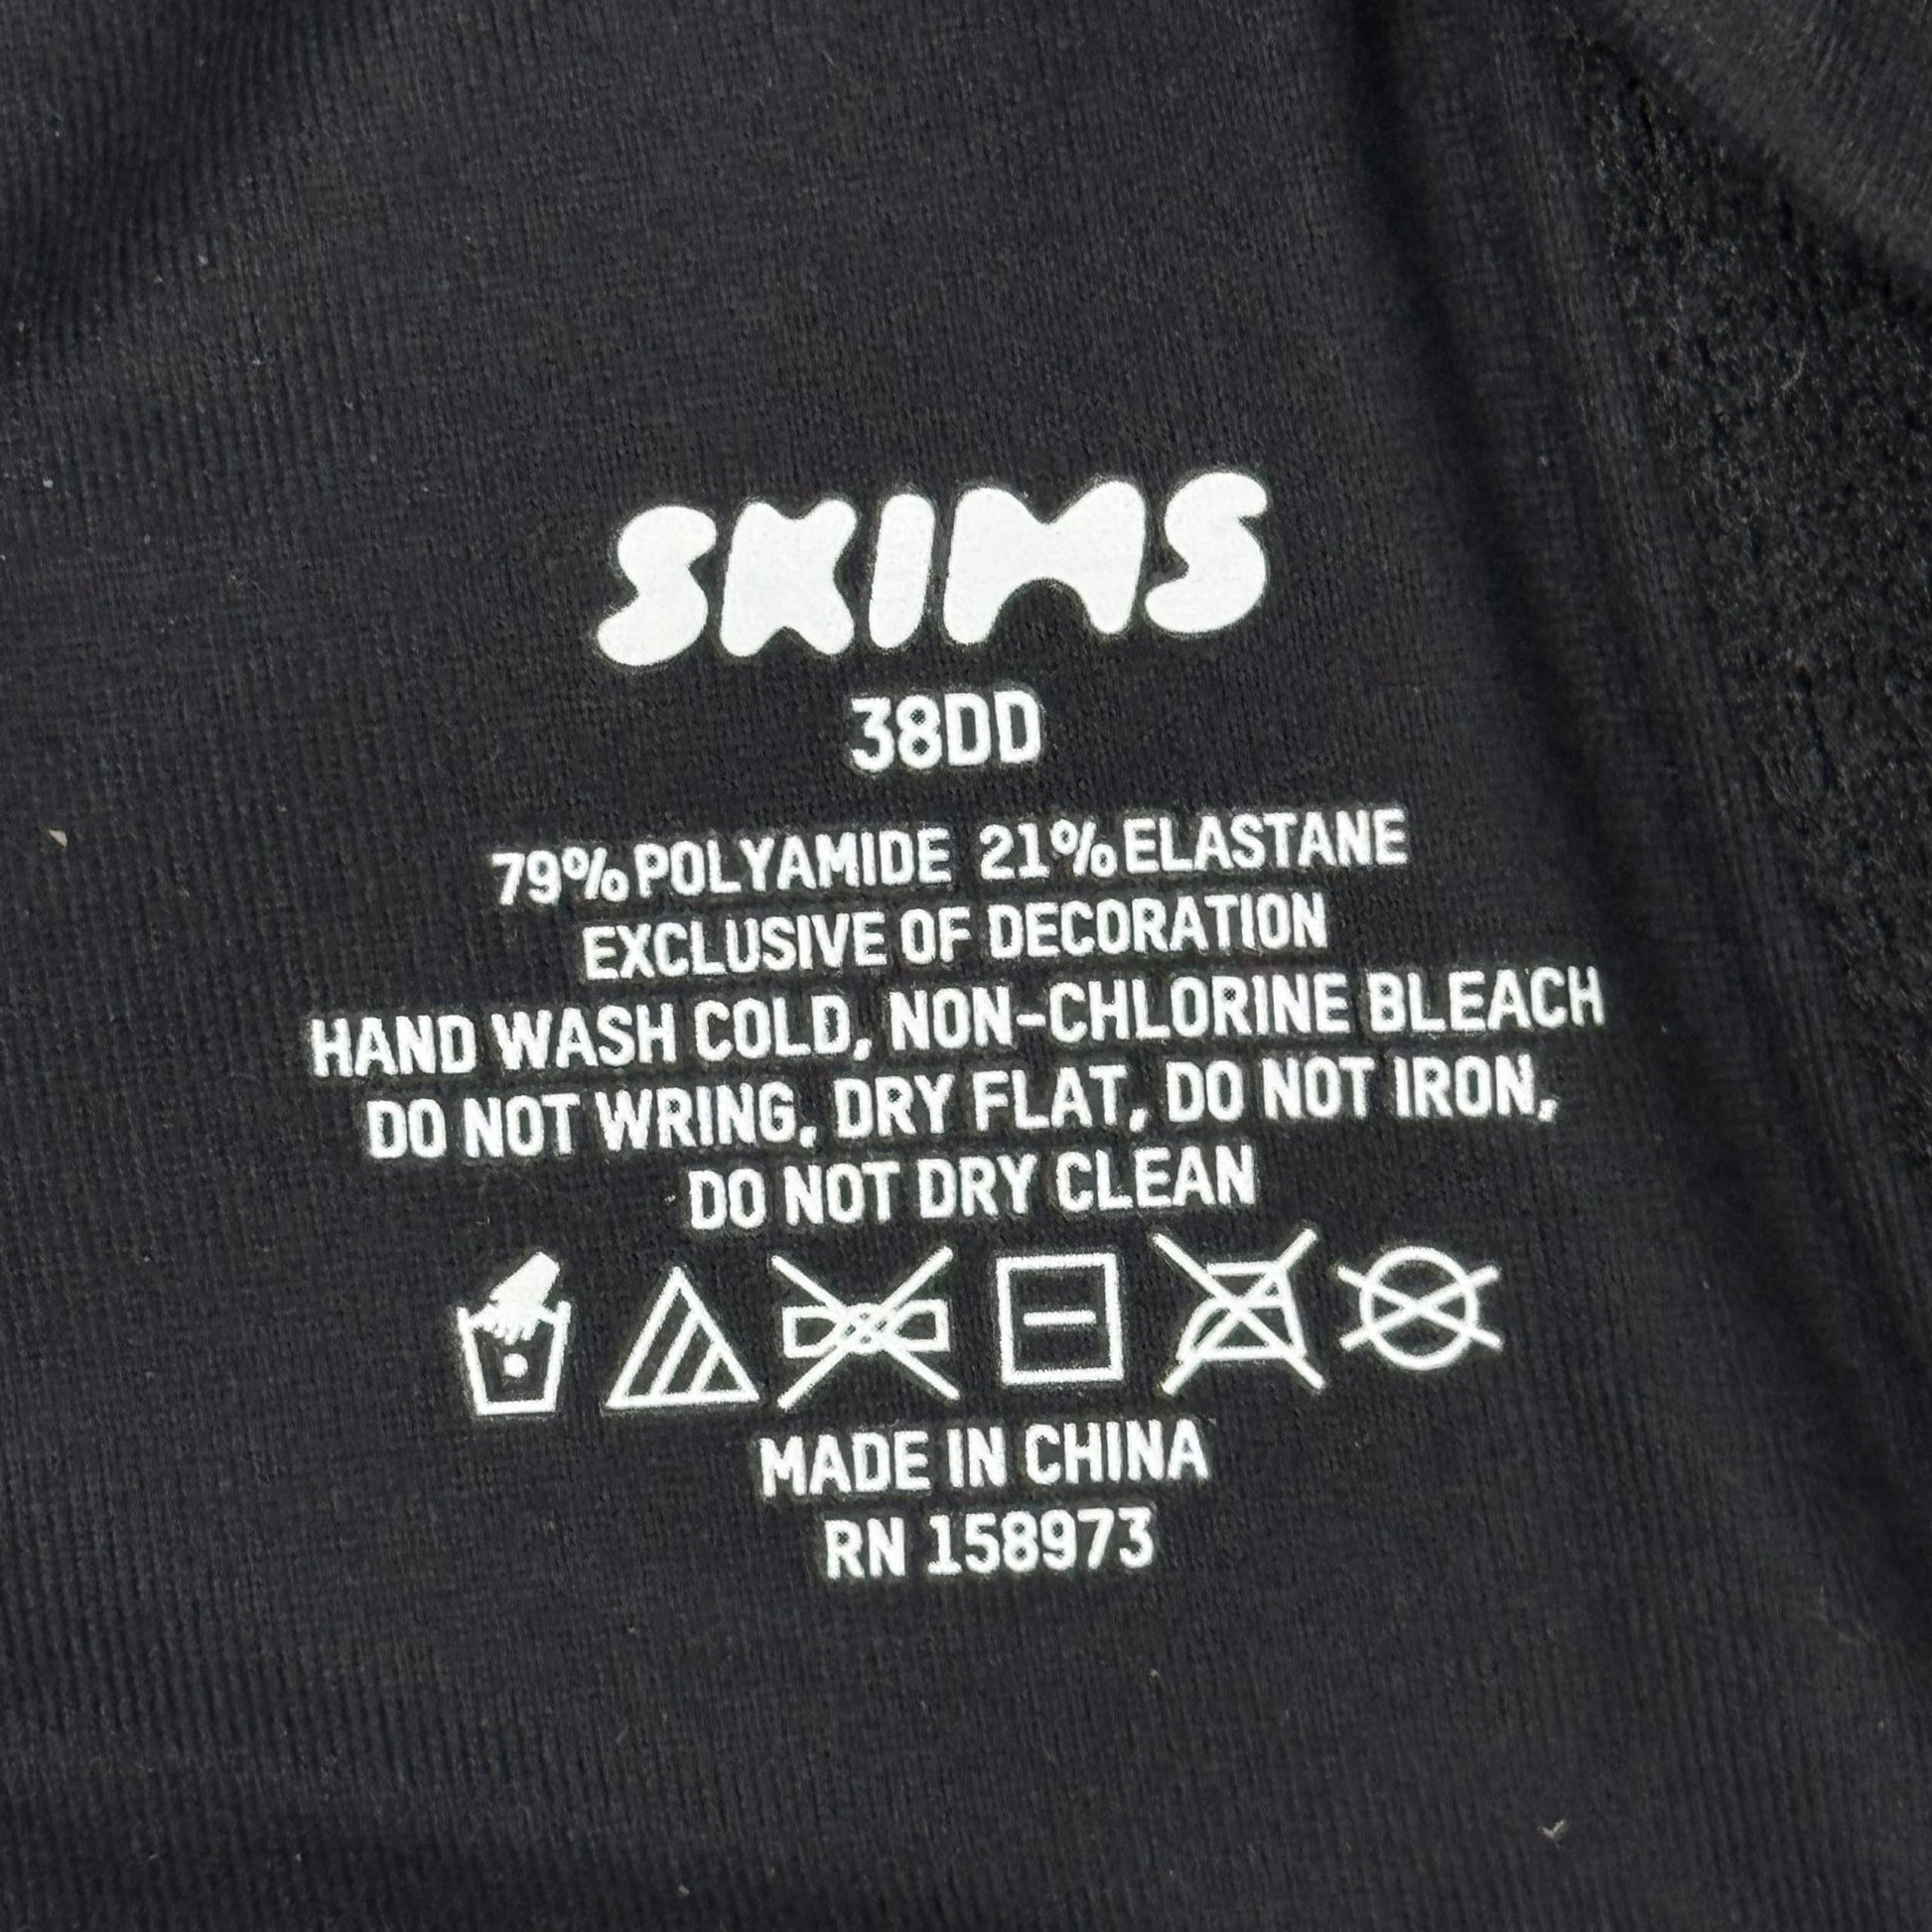 SKIMS
38DD
79% POLYAMIDE 21% ELASTANE
EXCLUSIVE OF DECORATION
HAND WASH COLD, NON-CHLORINE BLEACH
DO NOT WRING, DRY FLAT, DO NOT IRON,
DO NOT DRY CLEAN
MADE IN CHINA
RN 158973